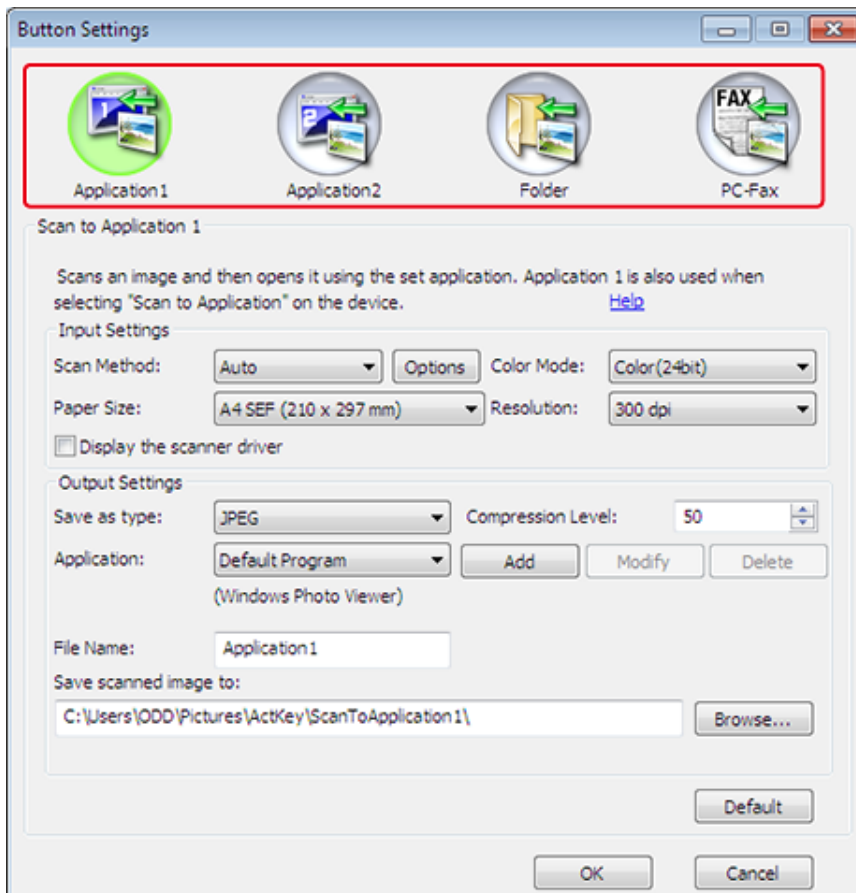 Button Settings
1
2
FAX
Application1
Application2
Folder
PC-Fax
Scan to Application 1
Scans an image and then opens it using the set application. Application 1 is also used when
selecting "Scan to Application" on the device.
Help
Input Settings
Scan Method: Auto Options Color Mode: Color(24bit)
Paper Size: A4 SEF (210 x 297 mm) Resolution: 300 dpi
Display the scanner driver
Output Settings
Save as type: JPEG Compression Level: 50
Application: Default Program Add Modify Delete
(Windows Photo Viewer)
File Name: Application1
Save scanned image to:
C:\Users\ODD\Pictures\ActKey\ScanToApplication1\ Browse...
Default
OK Cancel